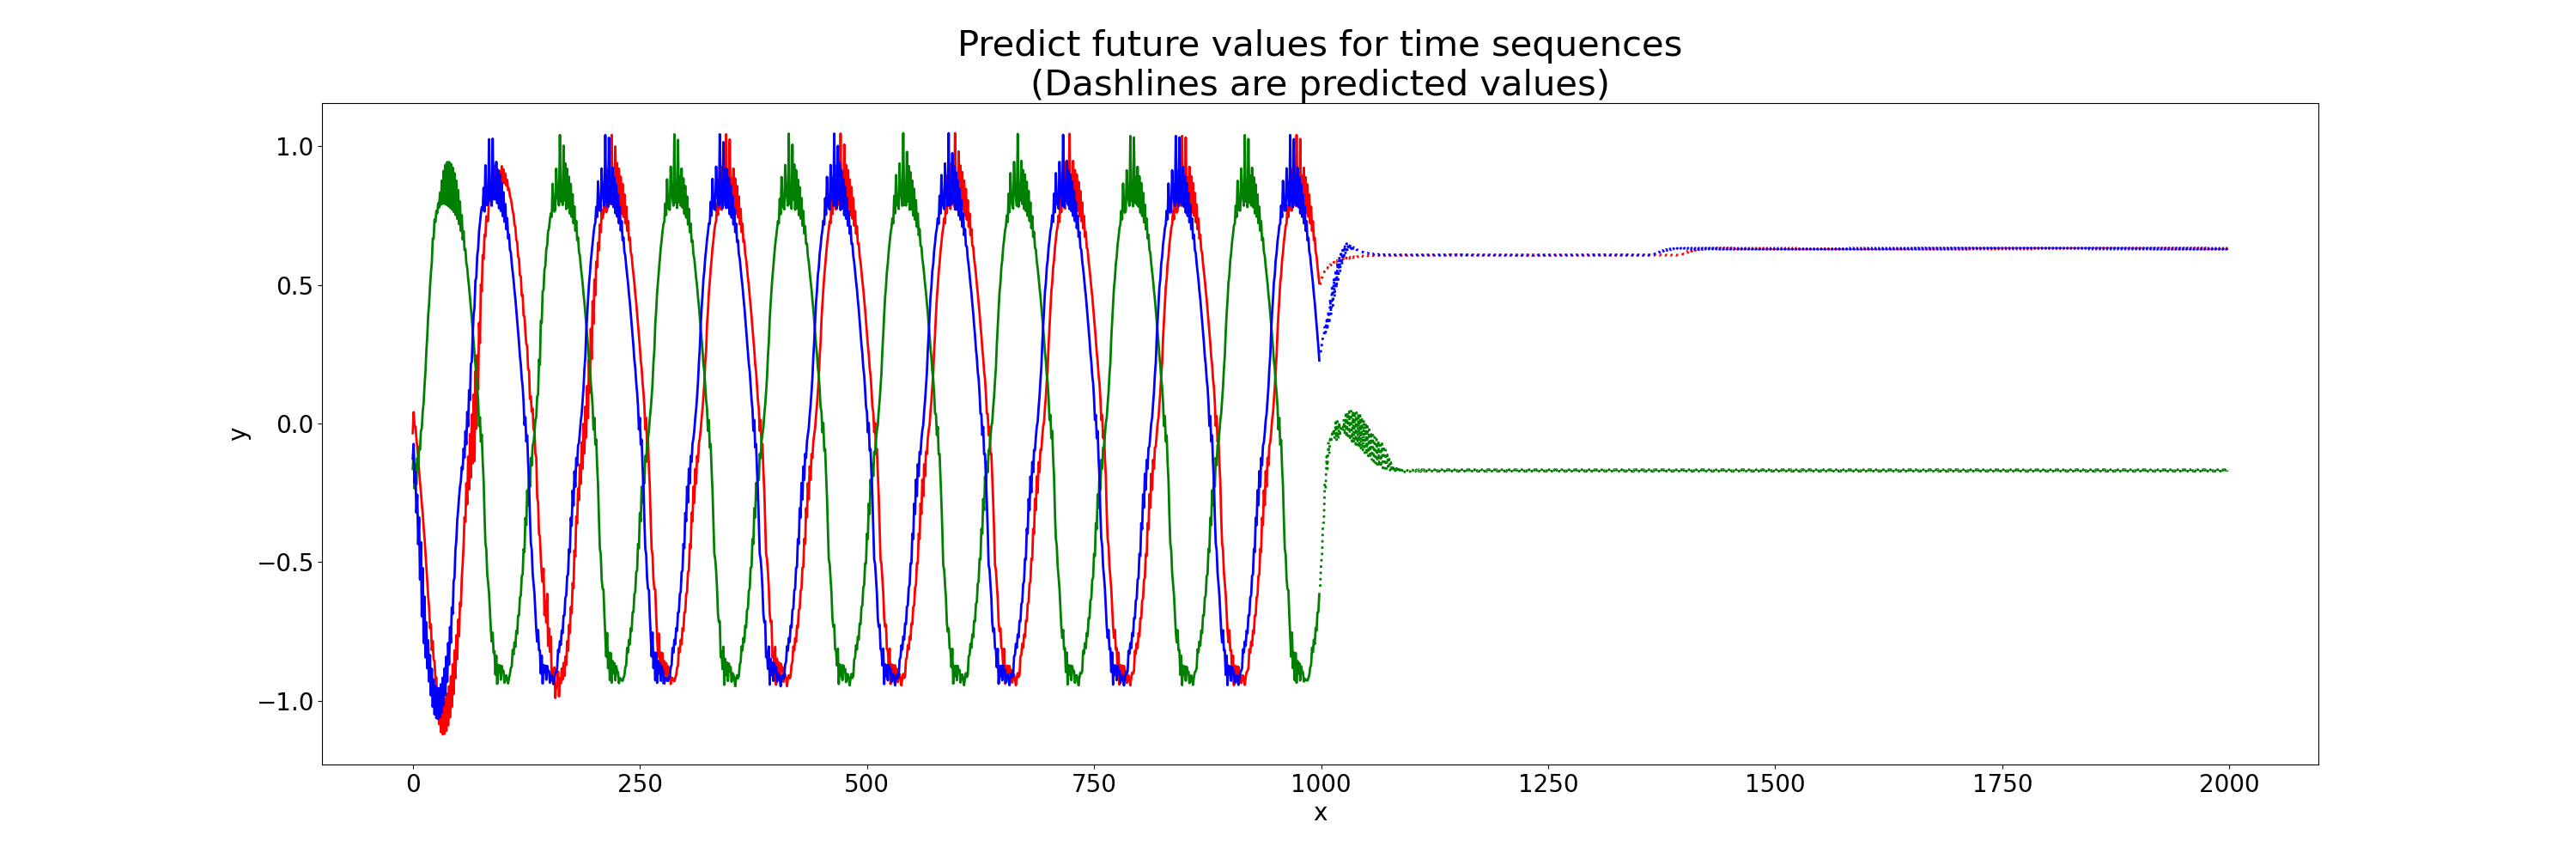 Predict future values for time sequences
(Dashlines are predicted values)
1.0
0.5
0.0
−0.5
−1.0
y
0 250 500 750 1000 1250 1500 1750 2000
x